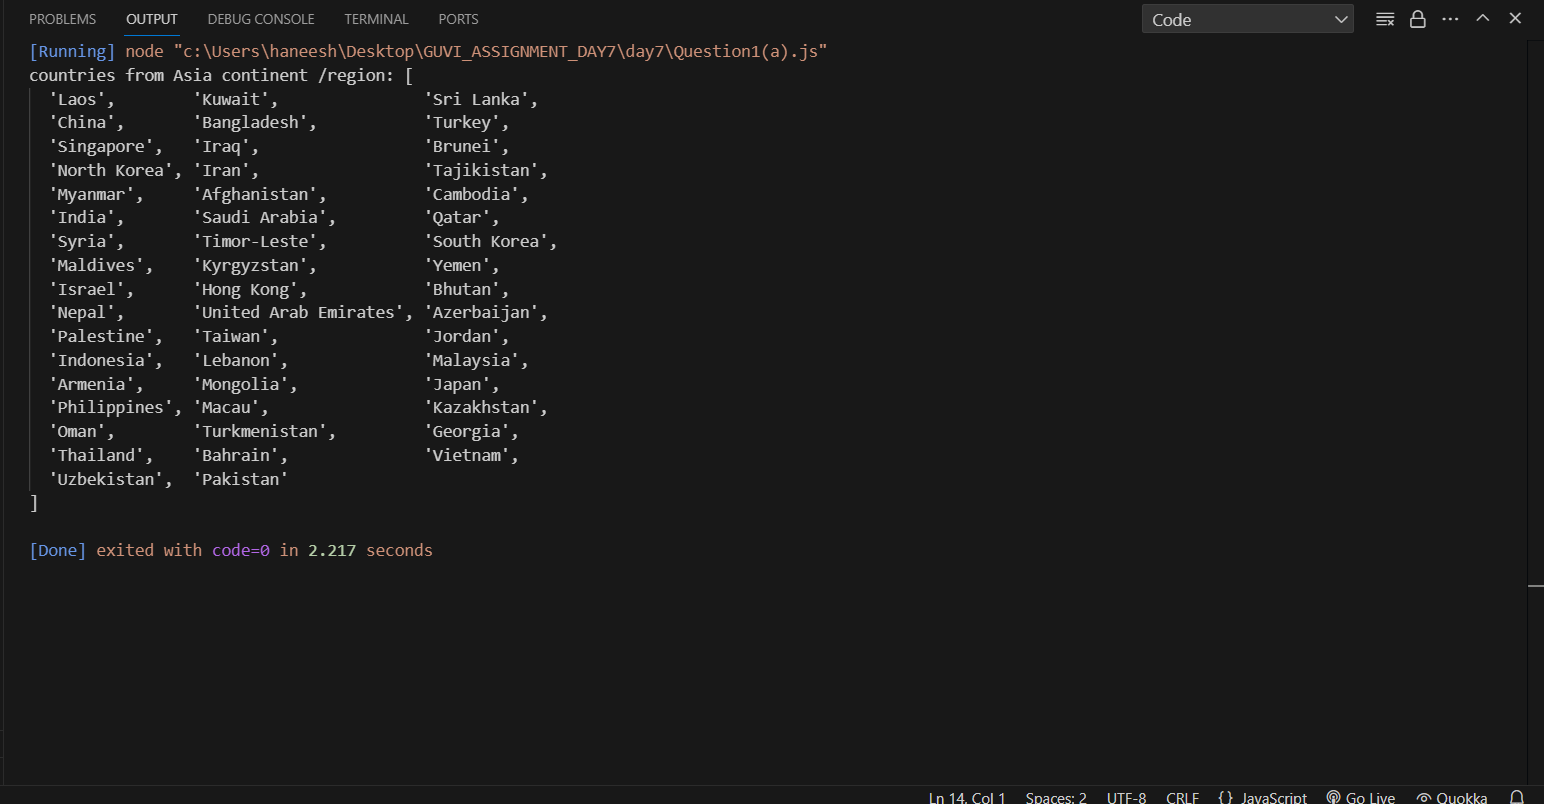 PROBLEMS OUTPUT DEBUG CONSOLE TERMINAL PORTS Code
[Running] node "c:\Users\haneesh\Desktop\GUVI_ASSIGNMENT_DAY7\day7\Question1(a).js"
countries from Asia continent /region: [
'Laos', 'Kuwait', 'Sri Lanka',
'China', 'Bangladesh', 'Turkey',
'Singapore', 'Iraq', 'Brunei',
'North Korea', 'Iran', 'Tajikistan',
'Myanmar', 'Afghanistan', 'Cambodia',
'India', 'Saudi Arabia', 'Qatar',
'Syria', 'Timor-Leste', 'South Korea',
'Maldives', 'Kyrgyzstan', 'Yemen',
'Israel', 'Hong Kong', 'Bhutan',
'Nepal', 'United Arab Emirates', 'Azerbaijan',
'Palestine', 'Taiwan', 'Jordan',
'Indonesia', 'Lebanon', 'Malaysia',
'Armenia', 'Mongolia', 'Japan',
'Philippines', 'Macau', 'Kazakhstan',
'Oman', 'Turkmenistan', 'Georgia',
'Thailand', 'Bahrain', 'Vietnam',
'Uzbekistan', 'Pakistan'
]
[Done] exited with code=0 in 2.217 seconds
Ln 14, Col 1 Spaces: 2 UTF-8 CRLF {} JavaScript Go Live Quokka